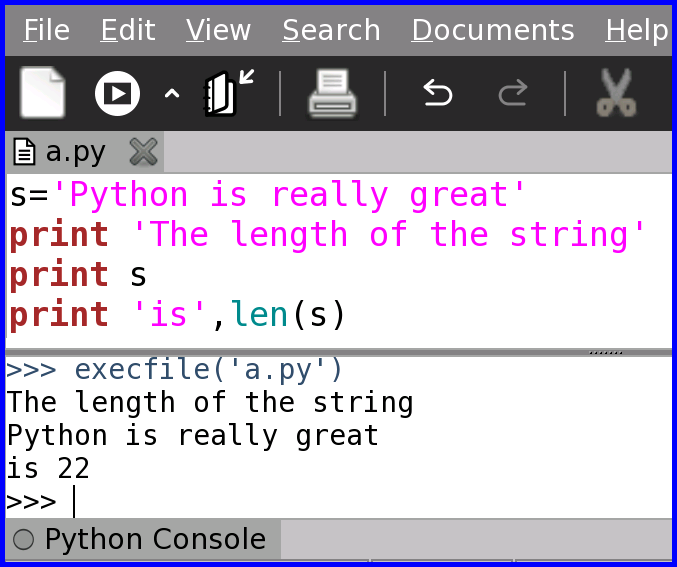 File Edit View Search Documents Help
a.py
s='Python is really great'
print 'The length of the string'
print s
print 'is',len(s)
>>> execfile('a.py')
The length of the string
Python is really great
is 22
>>>
Python Console